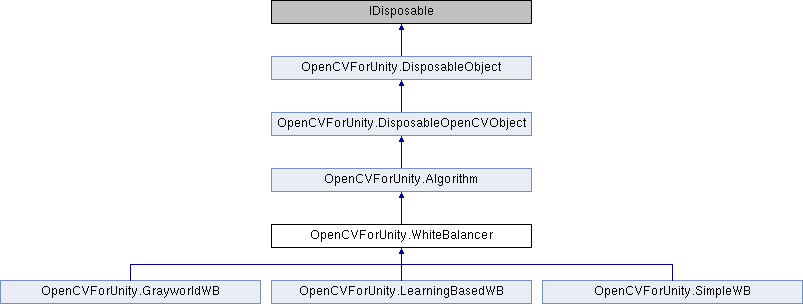 IDisposable
OpenCVForUnity.DisposableObject
OpenCVForUnity.DisposableOpenCVObject
OpenCVForUnity.Algorithm
OpenCVForUnity.WhiteBalancer
OpenCVForUnity.GrayworldWB
OpenCVForUnity.LearningBasedWB
OpenCVForUnity.SimpleWB